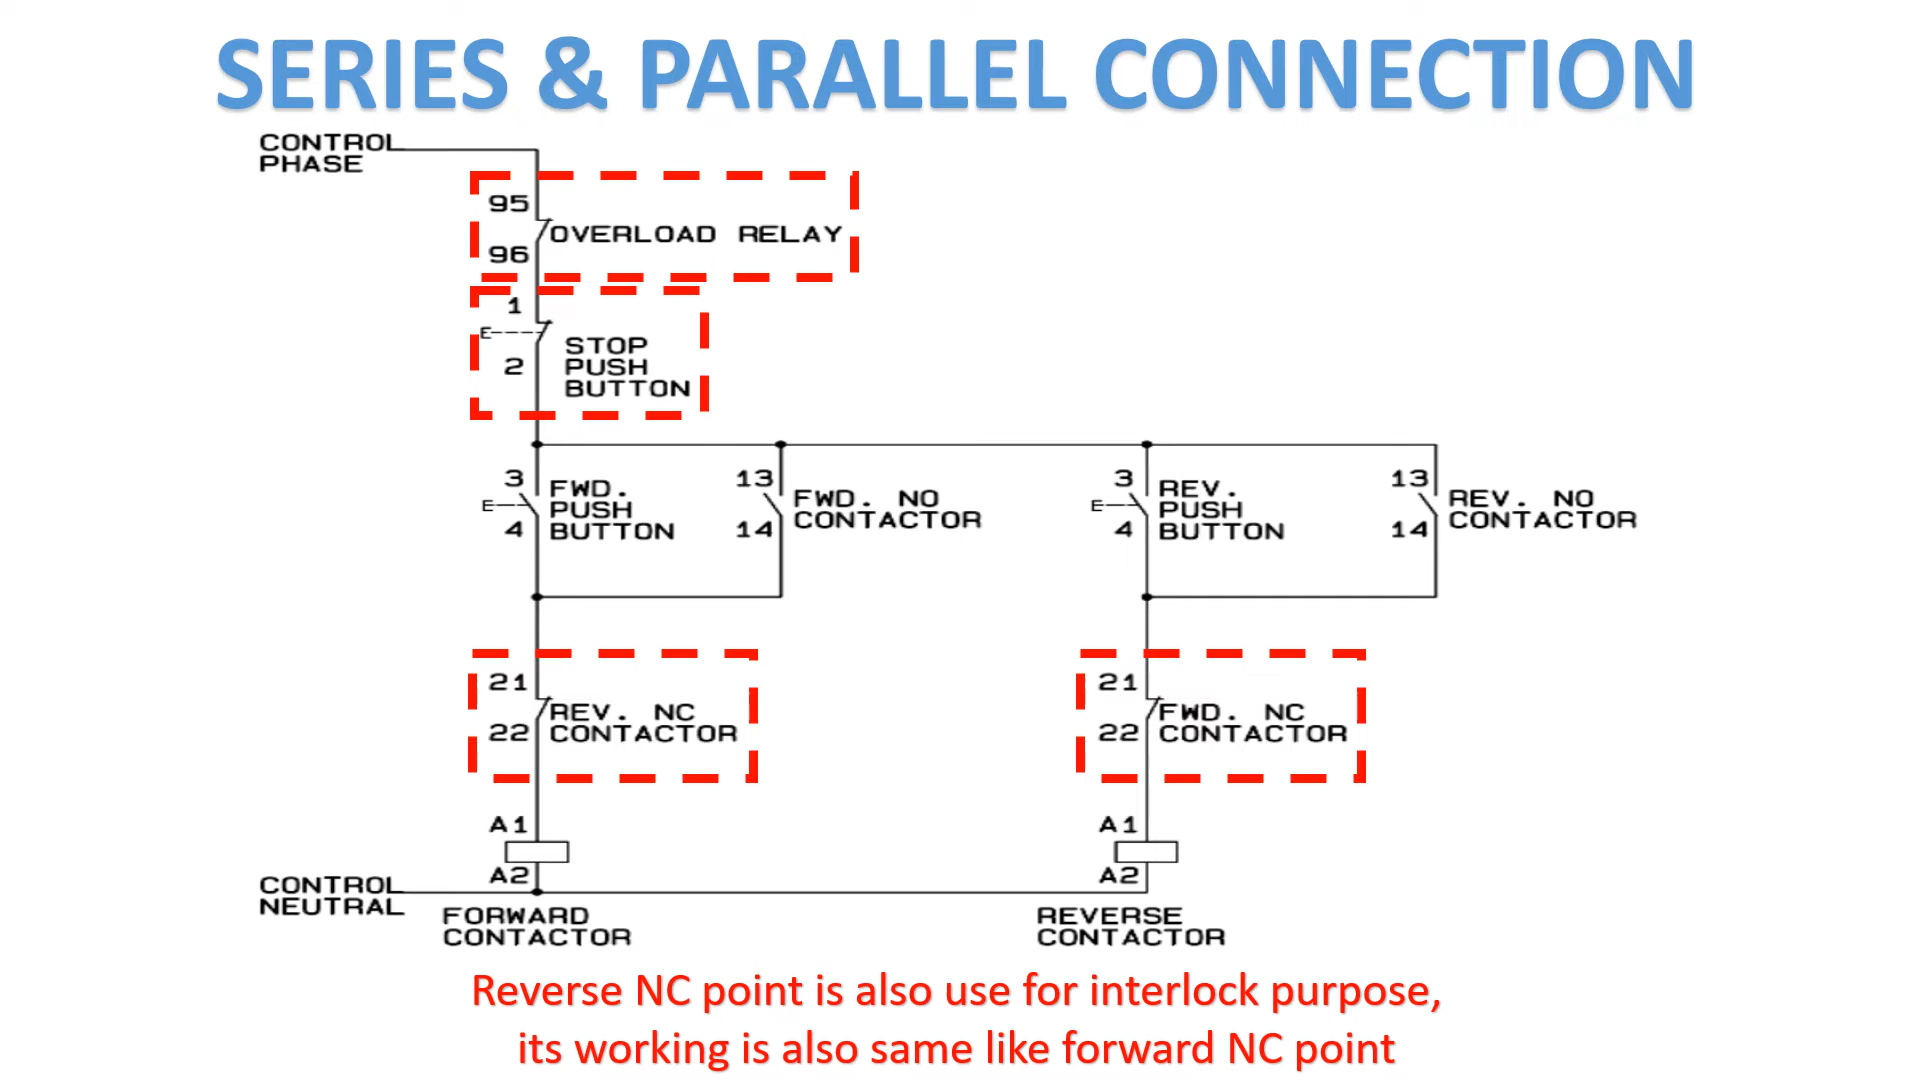 SERIES & PARALLEL CONNECTION
CONTROL
PHASE
95
OVERLOAD RELAY
96
1
E
STOP
2
PUSH
BUTTON
3
FWD.
E
PUSH
4
BUTTON
13
FWD. NO
CONTACTOR
14
3
REV.
E
PUSH
4
BUTTON
13
REV. NO
CONTACTOR
14
21
REV. NC
22
CONTACTOR
21
FWD. NC
22
CONTACTOR
A1
A2
A1
A2
CONTROL
NEUTRAL
FORWARD
CONTACTOR
REVERSE
CONTACTOR
Reverse NC point is also use for interlock purpose,
its working is also same like forward NC point